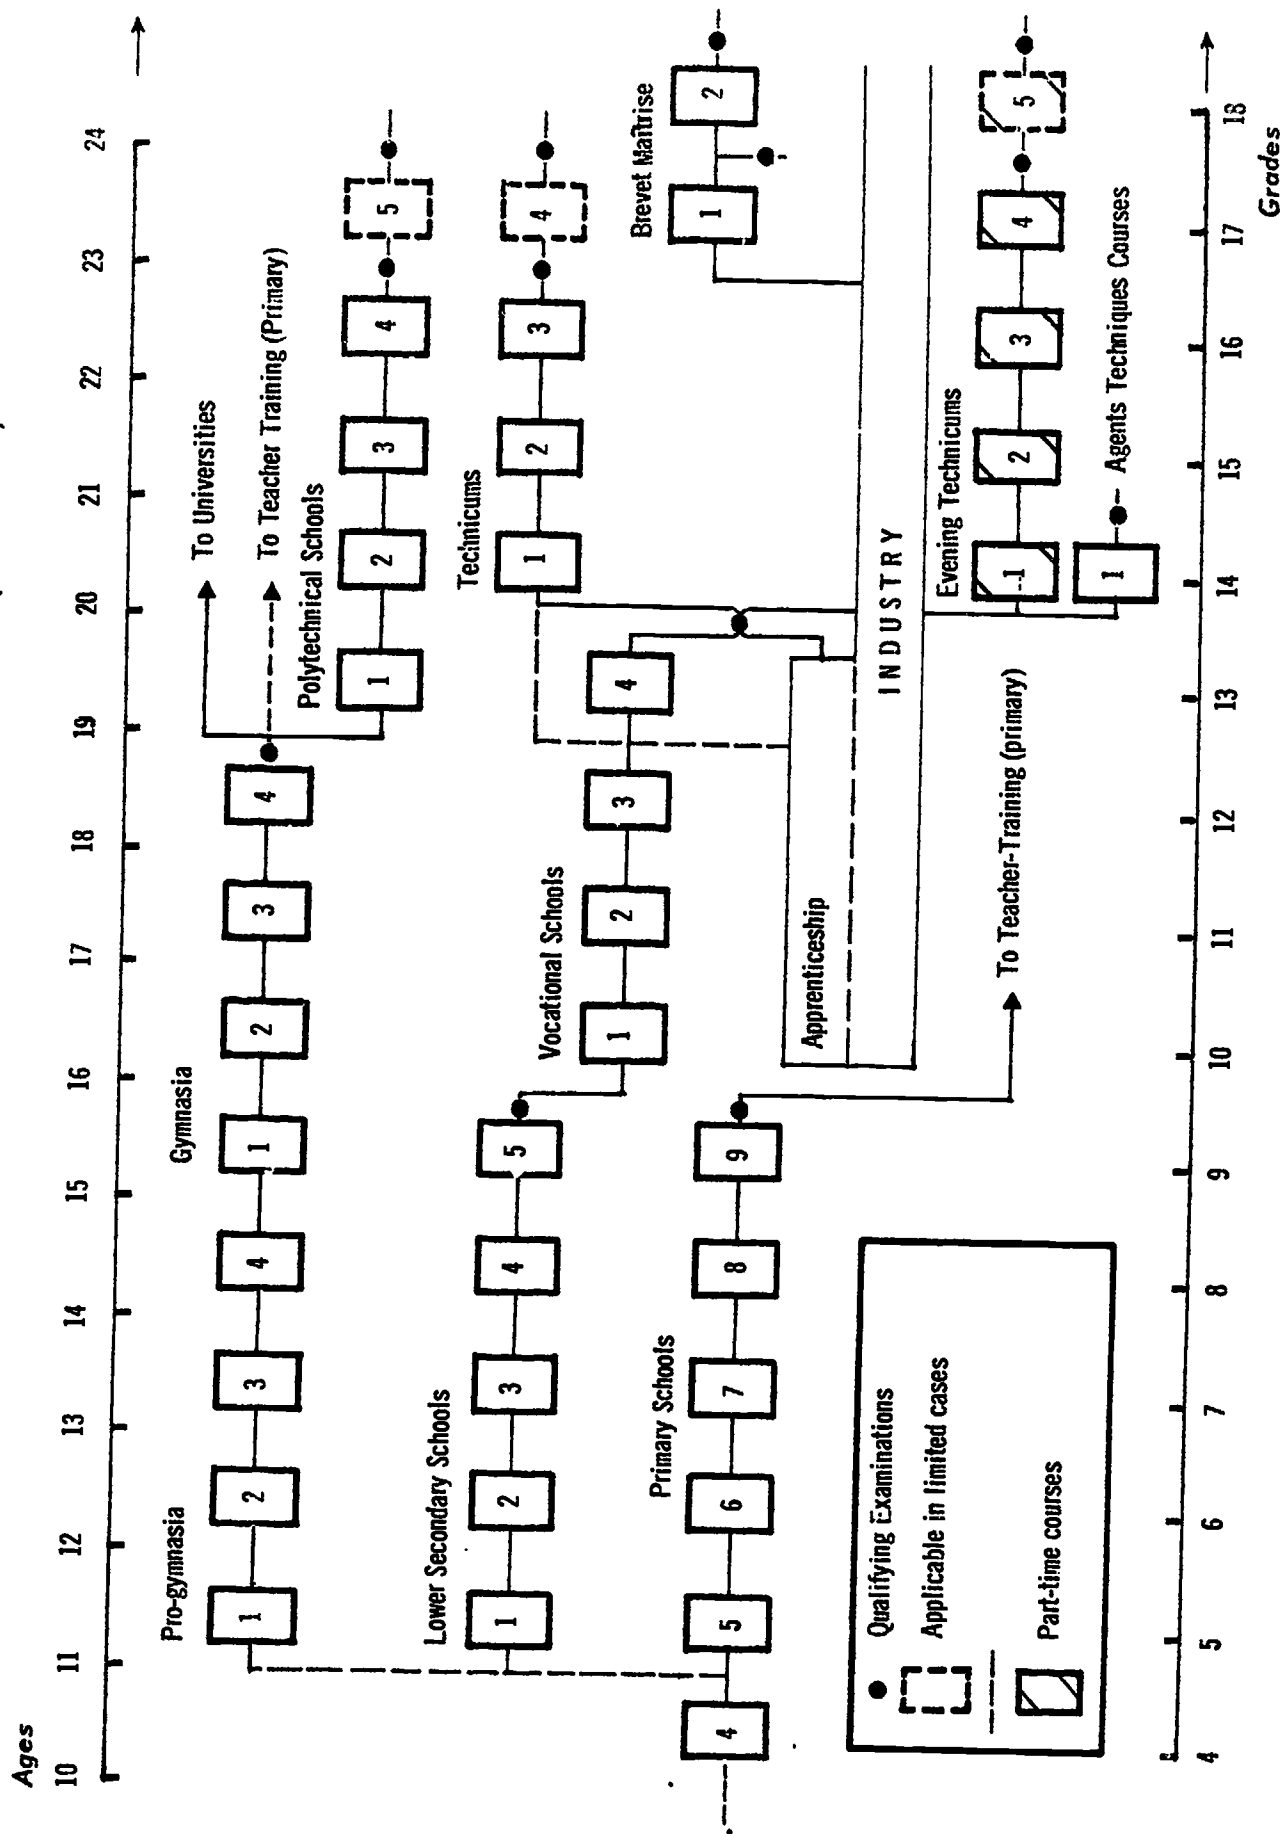 Ages
10 11 12 13 14 15 16 17 18 19 20 21 22 23 24
Pro-gymnasia
1 2 3 4
Gymnasia
1 2 3 4
To Universities
To Teacher Training (Primary)
Polytechnical Schools
1 2 3 4 5
Lower Secondary Schools
1 2 3 4 5
Vocational Schools
1 2 3 4
Technicums
1 2 3 4
Primary Schools
4 5 6 7 8 9
To Teacher-Training (primary)
Apprenticeship
INDUSTRY
Brevet Maîtrise
1 2
Evening Technicums
1 2 3 4 5
1
Agents Techniques Courses
Qualifying Examinations
Applicable in limited cases
Part-time courses
4 5 6 7 8 9 10 11 12 13 14 15 16 17 18
Grades